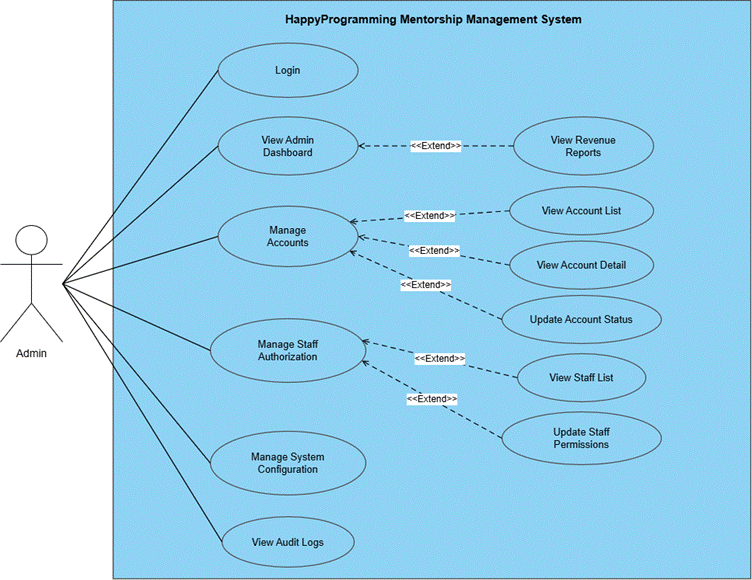 HappyProgramming Mentorship Management System
Login
View Admin
Dashboard
<<Extend>>
View Revenue
Reports
Manage
Accounts
<<Extend>>
View Account List
<<Extend>>
View Account Detail
<<Extend>>
Update Account Status
Admin
Manage Staff
Authorization
<<Extend>>
View Staff List
<<Extend>>
Update Staff
Permissions
Manage System
Configuration
View Audit Logs